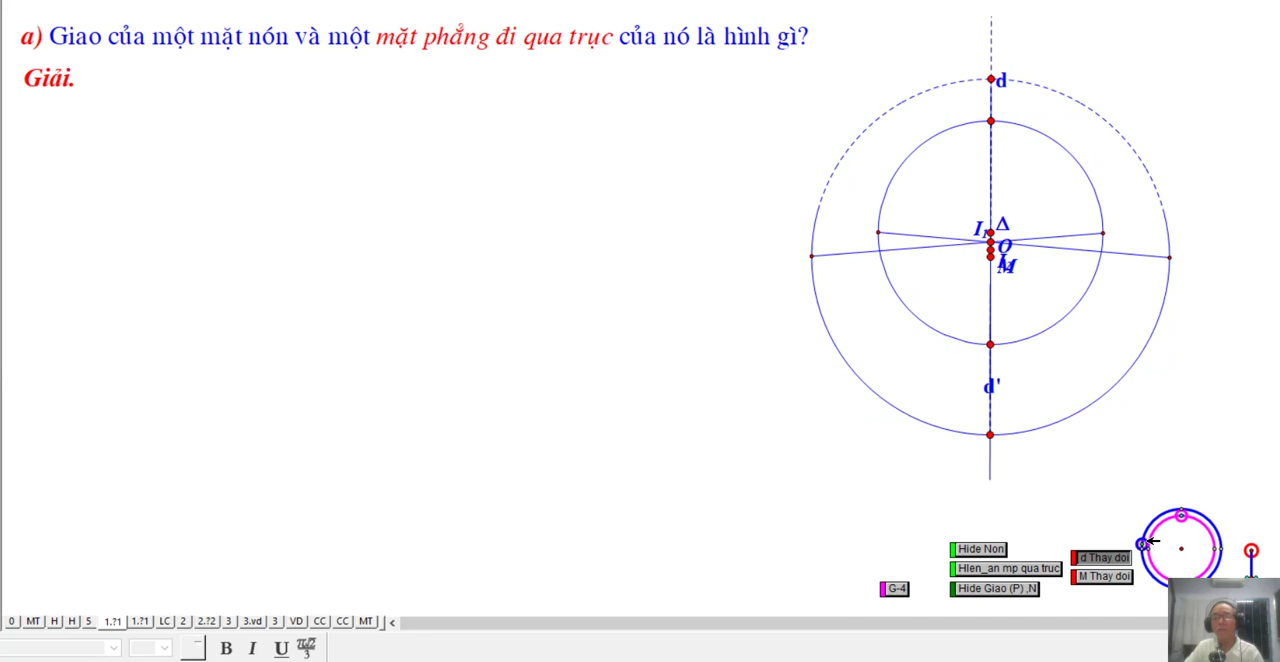 a) Giao của một mặt nón và một mặt phẳng đi qua trục của nó là hình gì?
Giải.
d
I₁ Δ
O
M
d'
Hide Non
HIen_an mp qua truc
Hide Giao (P) ,N
d Thay doi
M Thay doi
G-4
0 MT H H 5 1.?1 1.?1 LC 2 2.?2 3 3.vd 3 VD CC CC MT <
B I U